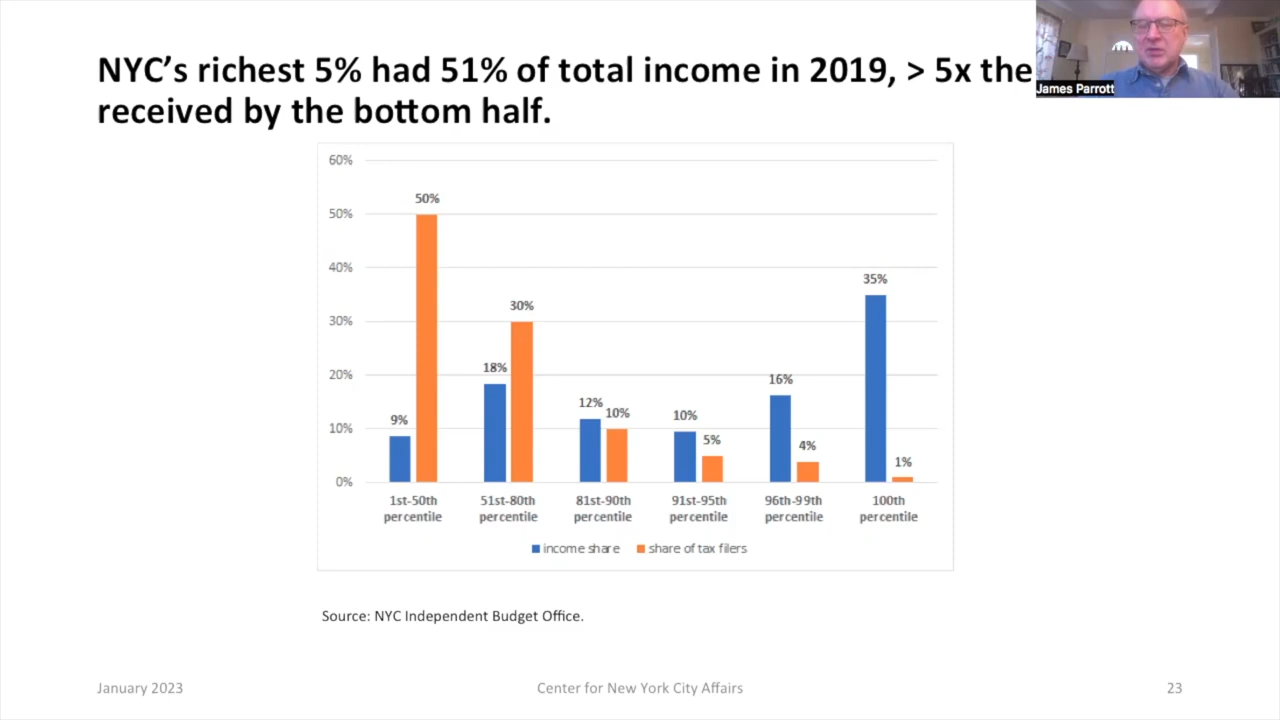 NYC’s richest 5% had 51% of total income in 2019, > 5x the
received by the bottom half.
James Parrott
60%
50%
40%
30%
20%
10%
0%
9%
50%
18%
30%
12%
10%
10%
5%
16%
4%
35%
1%
1st-50th percentile
51st-80th percentile
81st-90th percentile
91st-95th percentile
96th-99th percentile
100th percentile
income share
share of tax filers
Source: NYC Independent Budget Office.
January 2023
Center for New York City Affairs
23